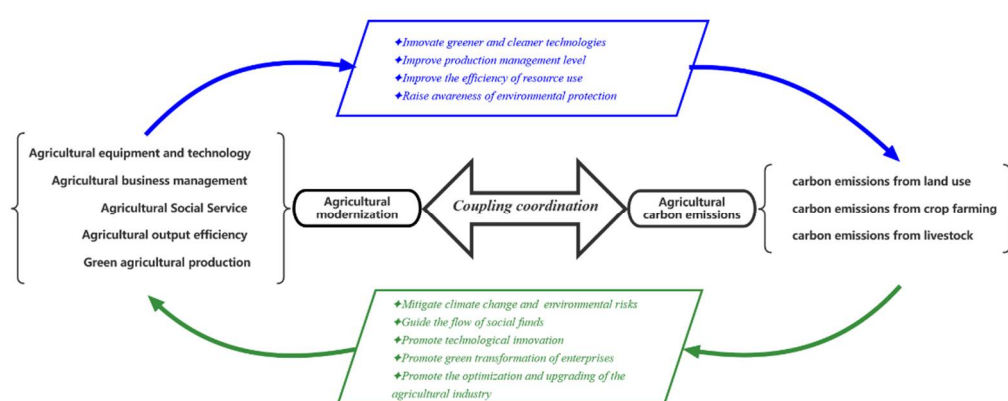 ✦Innovate greener and cleaner technologies
✦Improve production management level
✦Improve the efficiency of resource use
✦Raise awareness of environmental protection
Agricultural equipment and technology
Agricultural business management
Agricultural Social Service
Agricultural output efficiency
Green agricultural production
Agricultural
modernization
Coupling coordination
Agricultural
carbon emissions
carbon emissions from land use
carbon emissions from crop farming
carbon emissions from livestock
✦Mitigate climate change and environmental risks
✦Guide the flow of social funds
✦Promote technological innovation
✦Promote green transformation of enterprises
✦Promote the optimization and upgrading of the
agricultural industry